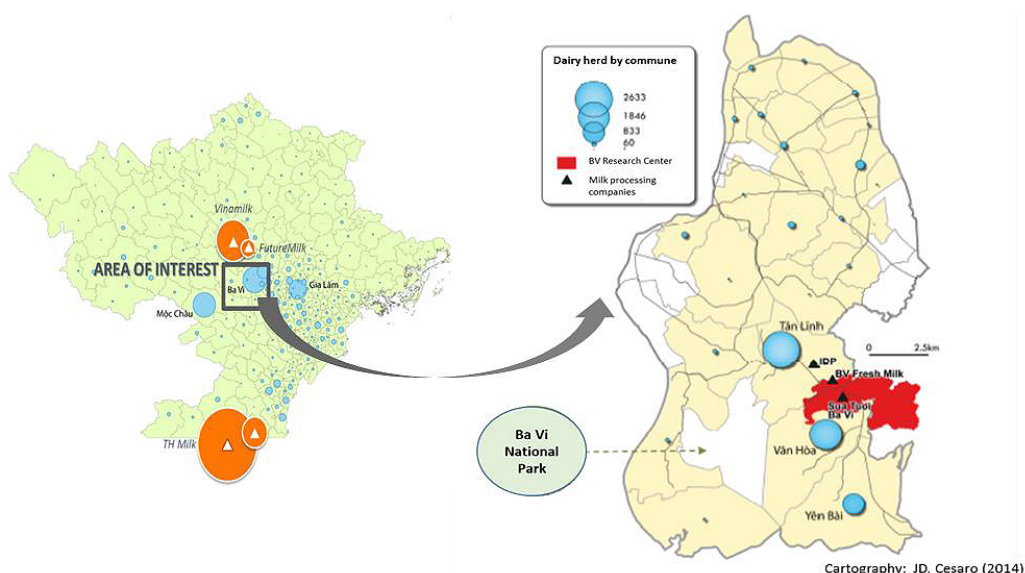 Vinamilk
FutureMilk
AREA OF INTEREST
Ba Vì
Gia Lâm
Mộc Châu
TH Milk
Dairy herd by commune
2633
1846
833
60
BV Research Center
Milk processing
companies
Ba Vi
National
Park
Tản Lĩnh
0 2.5km
IDP
BV Fresh Milk
Sua Tuoi
Ba Vi
Vân Hòa
Yên Bài
Cartography: JD. Cesaro (2014)